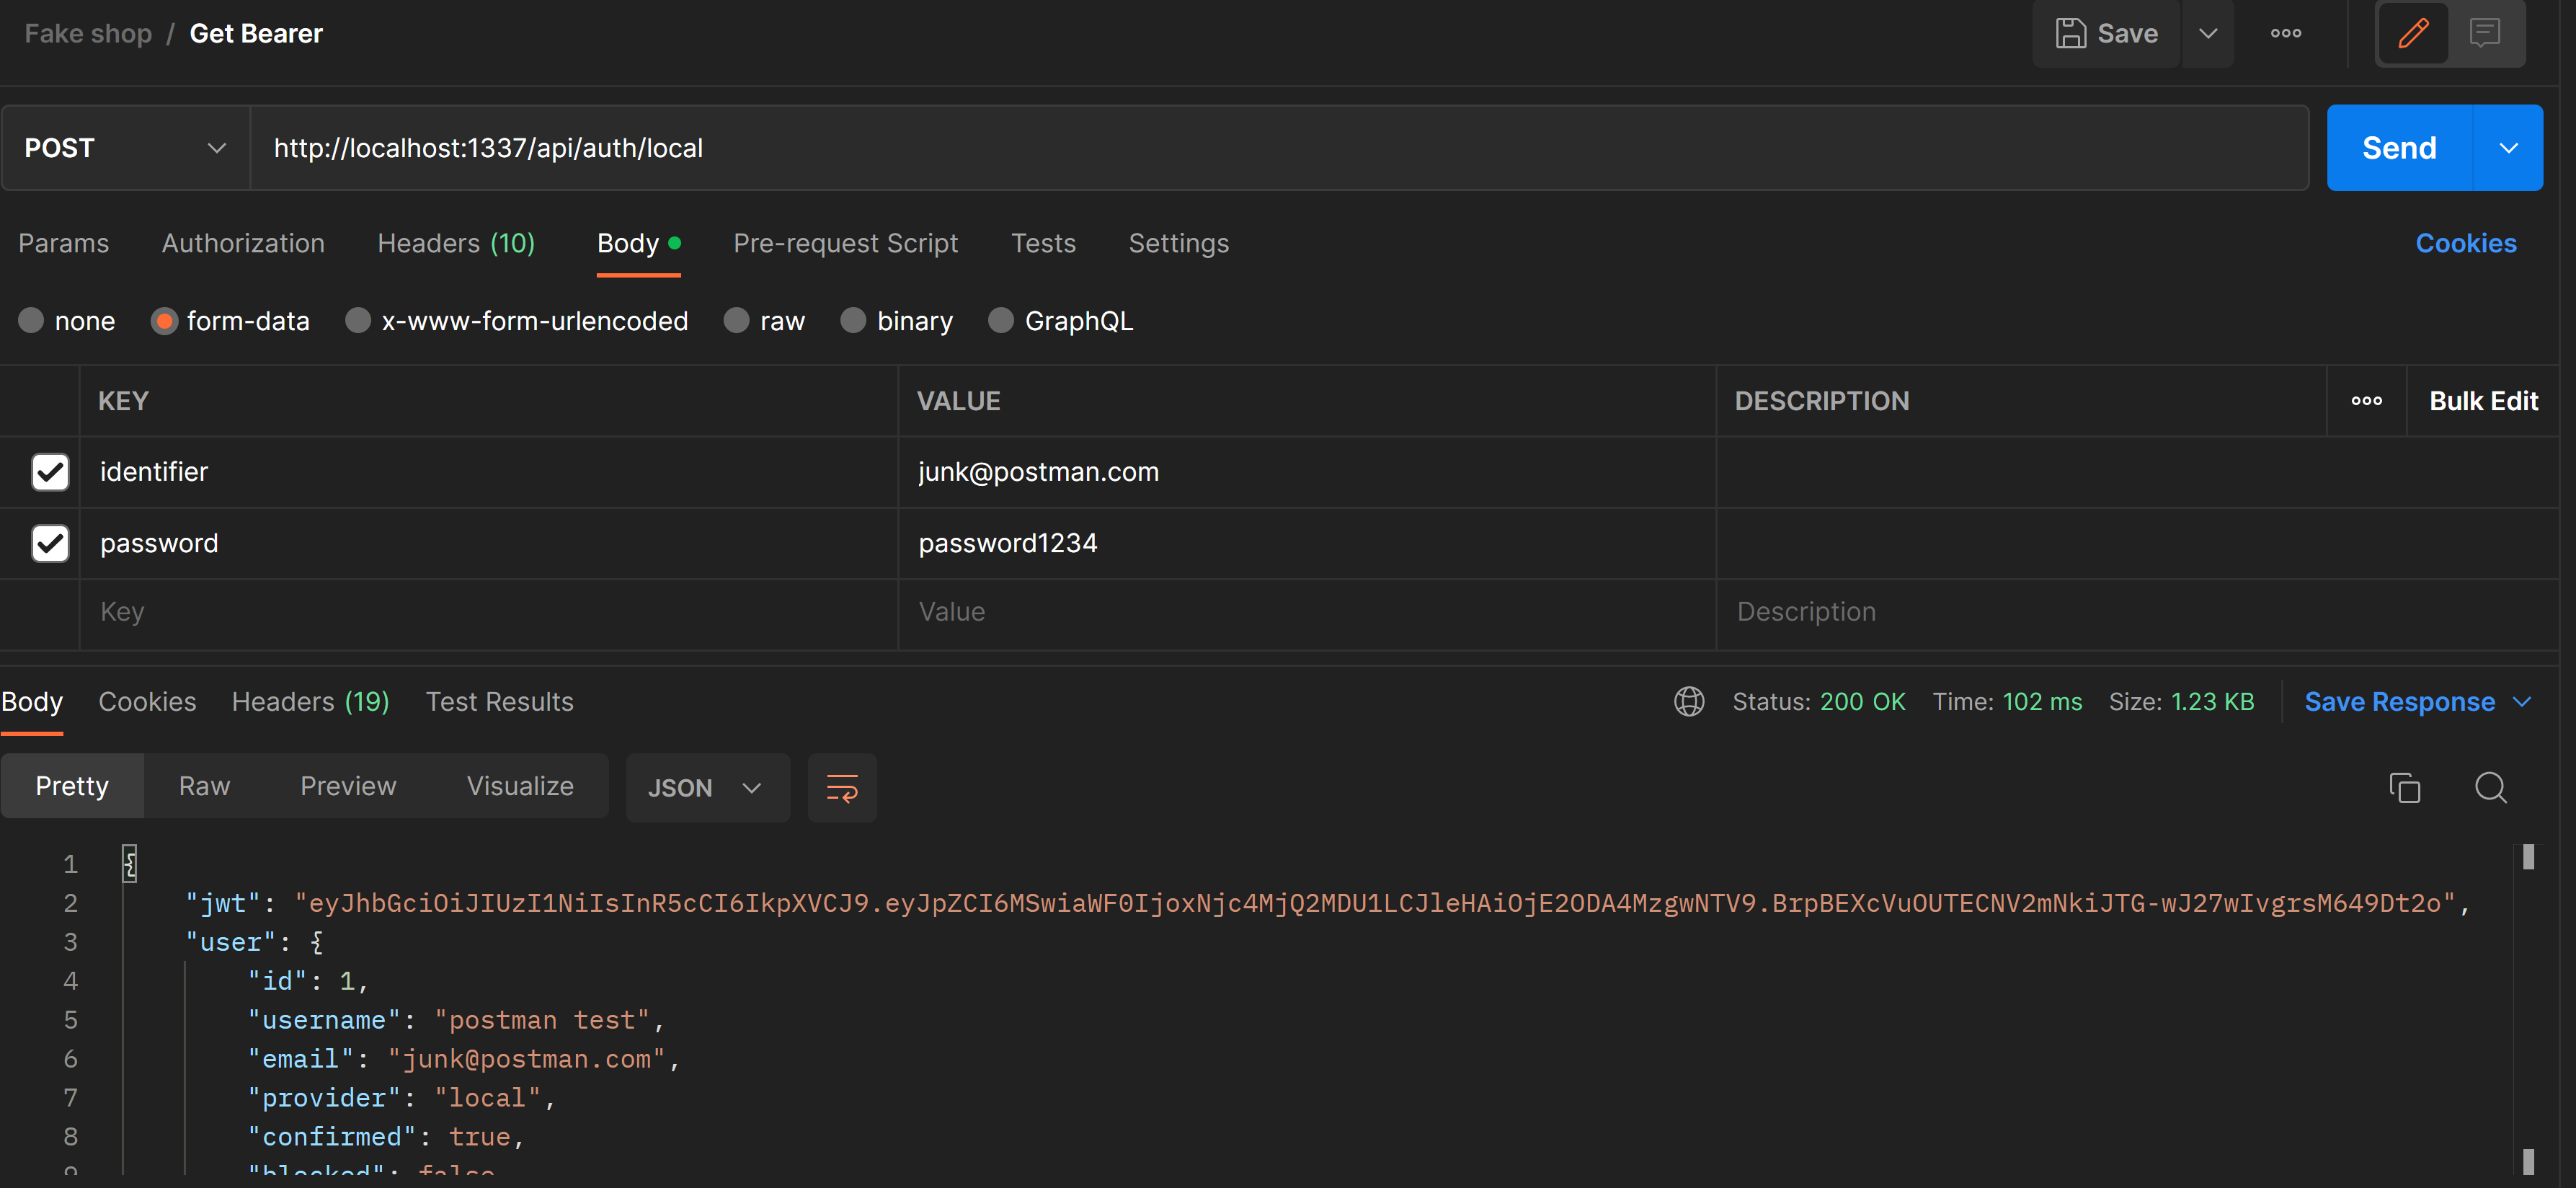 Fake shop / Get Bearer
Save
POST http://localhost:1337/api/auth/local Send
Params Authorization Headers (10) Body Pre-request Script Tests Settings Cookies
none form-data x-www-form-urlencoded raw binary GraphQL
KEY VALUE DESCRIPTION Bulk Edit
identifier junk@postman.com
password password1234
Key Value Description
Body Cookies Headers (19) Test Results Status: 200 OK Time: 102 ms Size: 1.23 KB Save Response
Pretty Raw Preview Visualize JSON
1 {
2 "jwt": "eyJhbGciOiJIUzI1NiIsInR5cCI6IkpXVCJ9.eyJpZCI6MSwiaWF0IjoxNjc4MjQ2MDU1LCJleHAiOjE2ODA4MzgwNTV9.BrpBEXcVuOUTECNV2mNkiJTG-wJ27wIvgrsM649Dt2o",
3 "user": {
4 "id": 1,
5 "username": "postman test",
6 "email": "junk@postman.com",
7 "provider": "local",
8 "confirmed": true,
9 "blocked": false